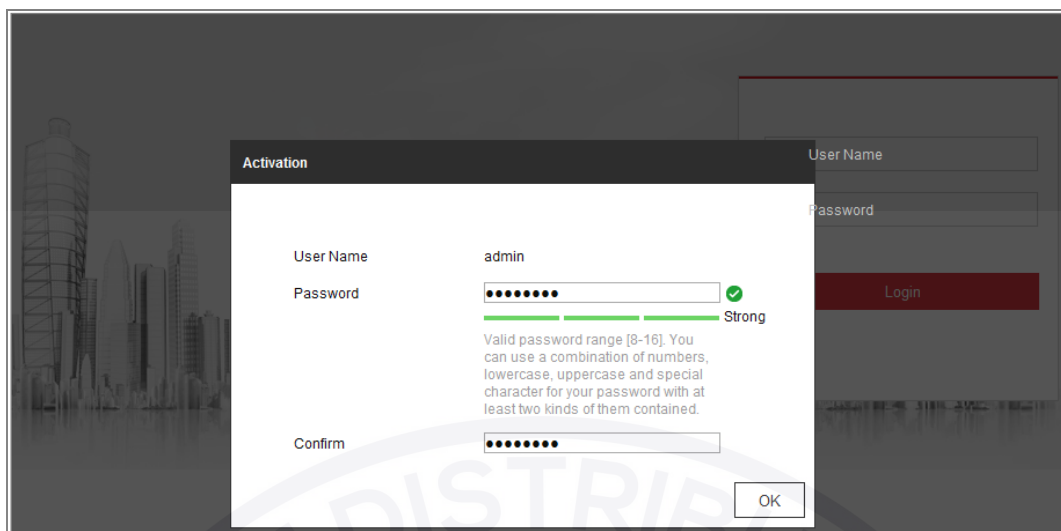 Activation
User Name
Password
Login
User Name admin
Password ●●●●●●●●
Strong
Valid password range [8-16]. You
can use a combination of numbers,
lowercase, uppercase and special
character for your password with at
least two kinds of them contained.
Confirm ●●●●●●●●
OK